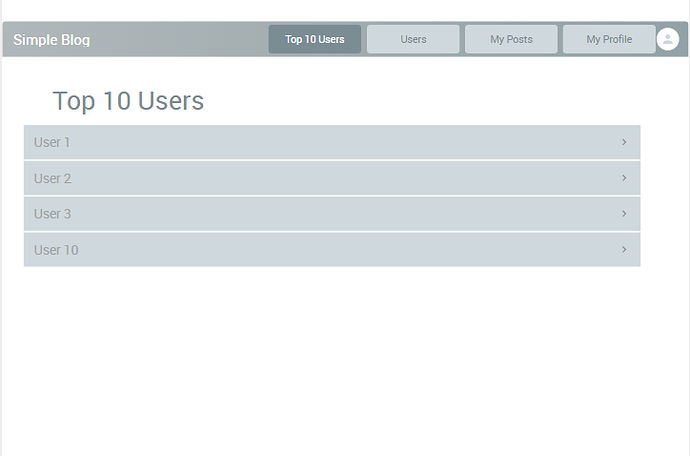 Simple Blog
Top 10 Users
Users
My Posts
My Profile
Top 10 Users
User 1
User 2
User 3
User 10